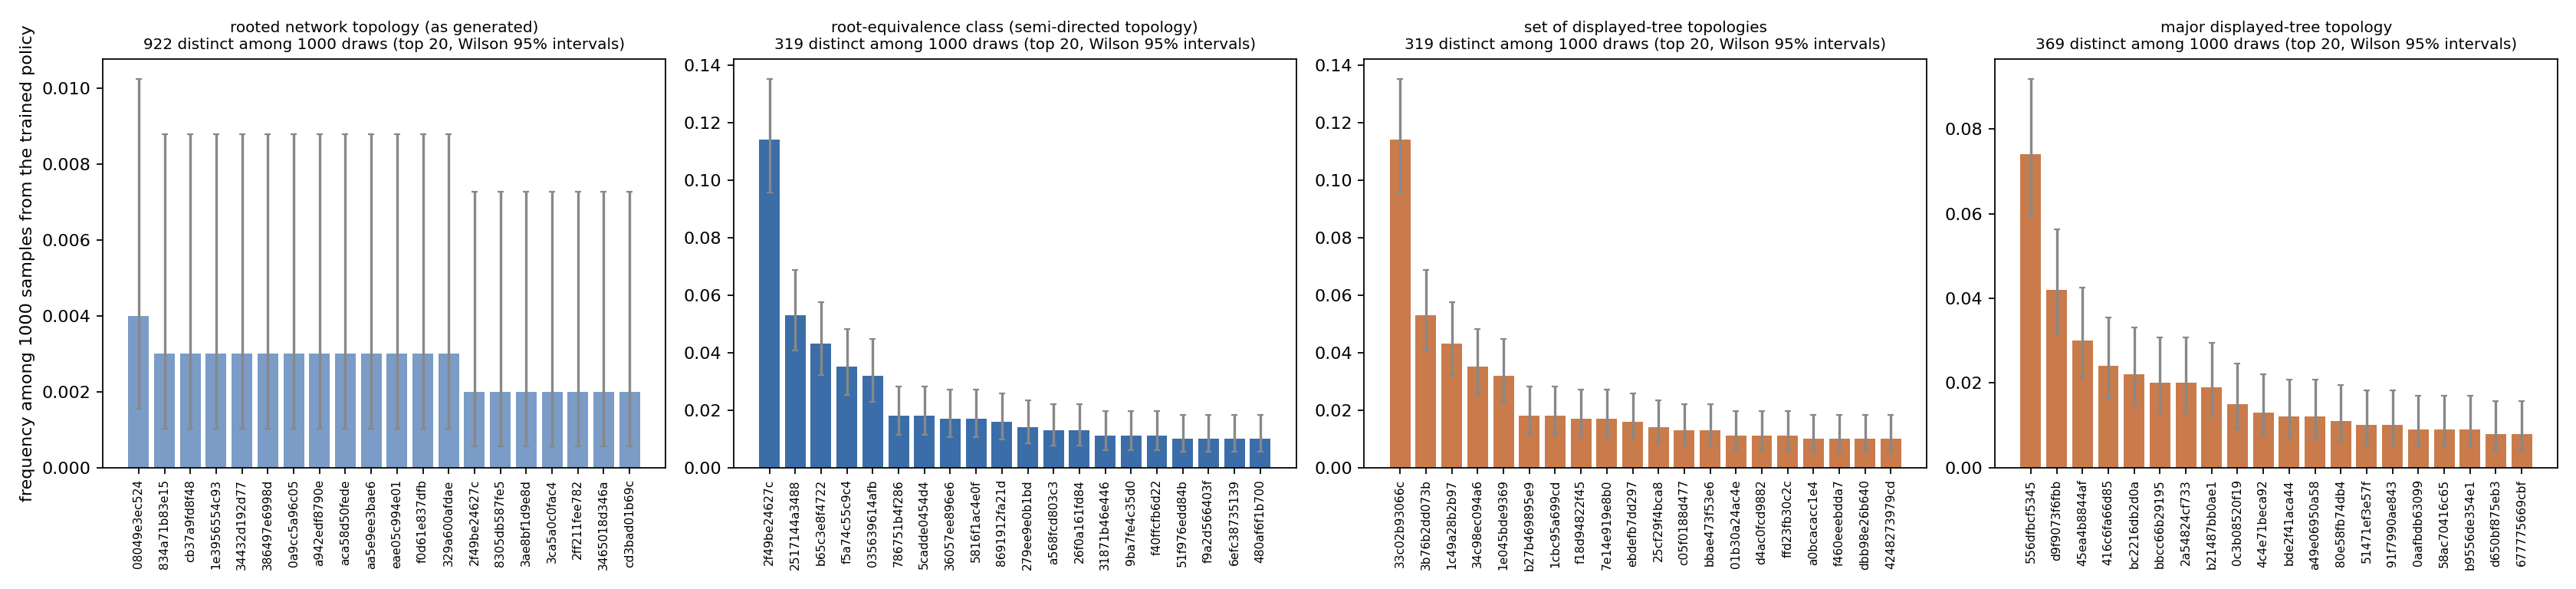 rooted network topology (as generated)
922 distinct among 1000 draws (top 20, Wilson 95% intervals)
frequency among 1000 samples from the trained policy
0.010
0.008
0.006
0.004
0.002
0.000
08049e3ec524
834a71b83e15
cb37a9fd8f48
1e3956554c93
34432d192d77
386497e6998d
0a9cc5a96c05
a942edf8790e
aca58d50fede
aa5e9ee3bae6
eae05c994e01
f0d61e837dfb
329a600afdae
2f49be24627c
8305db587fe5
3ae8bf1d9e8d
3ca5a0c0fac4
2ff211fee782
3465018d346a
cd3bad01b69c
root-equivalence class (semi-directed topology)
319 distinct among 1000 draws (top 20, Wilson 95% intervals)
0.14
0.12
0.10
0.08
0.06
0.04
0.02
0.00
2f49be24627c
2517144a3488
b65c3e8f4722
f5a74c55c9c4
035639614afb
786751b4f286
5cadde0454d4
36057ee896e6
5816f1ac4e0f
8691912fa21d
279ee9e0b1bd
a568fcd803c3
26f0a161fd84
31871b46e446
9ba7fe4c35d0
f40ffcfb6d22
51f976edd84b
f9a2d566403f
6efc38735139
480af6f1b700
set of displayed-tree topologies
319 distinct among 1000 draws (top 20, Wilson 95% intervals)
0.14
0.12
0.10
0.08
0.06
0.04
0.02
0.00
33c02b93066c
3b76b2dd073b
1c49a28b2b97
34c98ec094a6
1e045bde9369
b27b469895e9
1cbc95a699cd
f18d94822f45
7e14e919e8b0
ebdefb7dd297
25cf29f4bca8
c05f0188d477
bbae473f53e6
01b30a24ac4e
d4ac0fcd9882
ffd23fb30c2c
a0bcacacc1e4
f460eeebdda7
dbb98e26b640
424827397 9cd
major displayed-tree topology
369 distinct among 1000 draws (top 20, Wilson 95% intervals)
0.08
0.06
0.04
0.02
0.00
556dfbcf5345
d9f9073f6fbb
45ea4b8844af
416c6fa66d85
bc2216db2d0a
bbcc66b29195
2a54824cf733
b21487bb0ae1
0c3b08520f19
4c4e71beca92
bde2f41aca44
a49e06950a58
80e58fb74db4
51471ef3e57f
91f7990ae843
0aafbdb63099
58ac70416c65
b9556de354e1
d650bf875eb3
677775669cbf